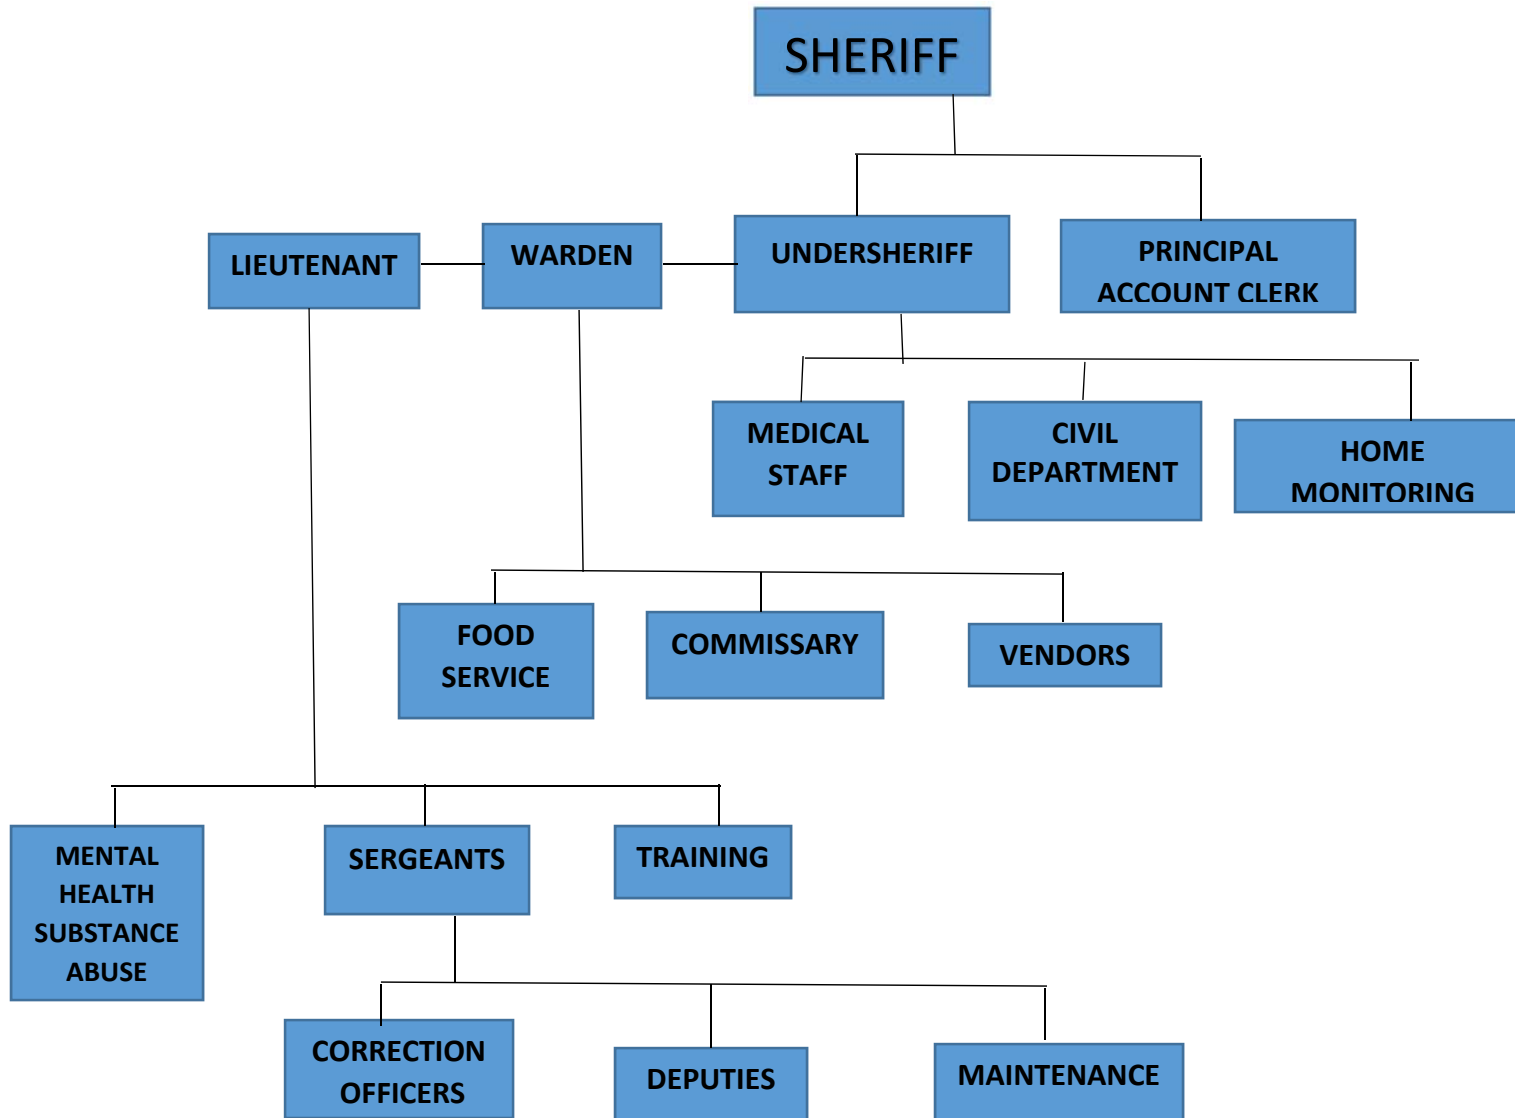 SHERIFF
LIEUTENANT
WARDEN
UNDERSHERIFF
PRINCIPAL
ACCOUNT CLERK
MEDICAL
STAFF
CIVIL
DEPARTMENT
HOME
MONITORING
FOOD
SERVICE
COMMISSARY
VENDORS
MENTAL
HEALTH
SUBSTANCE
ABUSE
SERGEANTS
TRAINING
CORRECTION
OFFICERS
DEPUTIES
MAINTENANCE